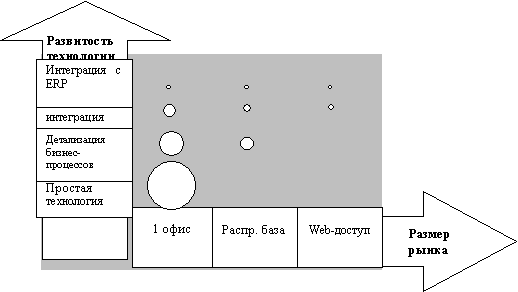 Развитость
технологии
Интеграция с
ERP
интеграция
Детализация
бизнес-
процессов
Простая
технология
1 офис
Распр. база
Web-доступ
Размер
рынка